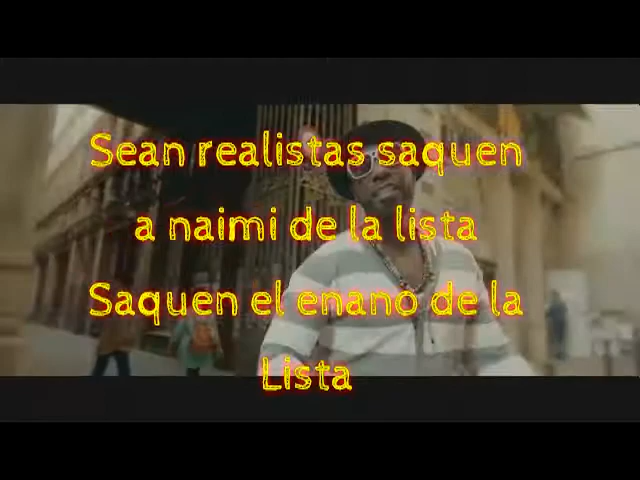 Sean realistas saquen
a naimi de la lista
Saquen el enano de la
Lista